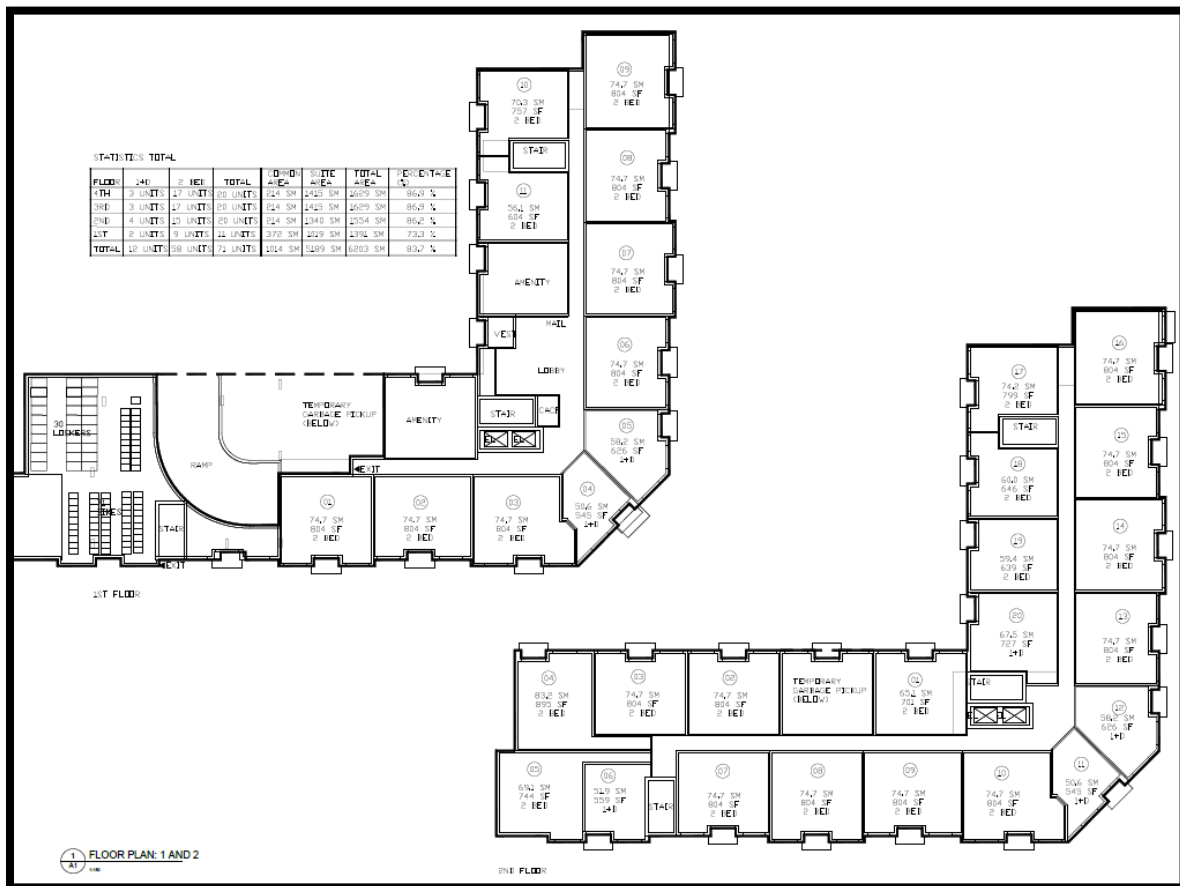 STATISTICS TOTAL
FLOOR 1+D 2 BED TOTAL COMMON AREA SUITE AREA TOTAL AREA PERCENTAGE (%)
4TH 3 UNITS 17 UNITS 20 UNITS 214 SM 1415 SM 1629 SM 86.9 %
3RD 3 UNITS 17 UNITS 20 UNITS 214 SM 1415 SM 1629 SM 86.9 %
2ND 4 UNITS 15 UNITS 20 UNITS 214 SM 1340 SM 1554 SM 86.2 %
1ST 2 UNITS 9 UNITS 11 UNITS 372 SM 1019 SM 1391 SM 73.3 %
TOTAL 12 UNITS 58 UNITS 71 UNITS 1014 SM 5189 SM 6203 SM 83.7 %
09
74.7 SM
804 SF
2 BED
10
70.3 SM
757 SF
2 BED
STAIR
08
74.7 SM
804 SF
2 BED
11
56.1 SM
604 SF
2 BED
07
74.7 SM
804 SF
2 BED
AMENITY
MAIL
VEST
LOBBY
06
74.7 SM
804 SF
2 BED
STAIR
CACF
05
58.2 SM
626 SF
1+D
30
LOCKERS
TEMPORARY
GARBAGE PICKUP
(BELOW)
AMENITY
RAMP
EXIT
04
50.6 SM
545 SF
1+D
01
74.7 SM
804 SF
2 BED
02
74.7 SM
804 SF
2 BED
03
74.7 SM
804 SF
2 BED
BIKES
STAIR
EXIT
1ST FLOOR
16
74.7 SM
804 SF
2 BED
17
74.2 SM
799 SF
2 BED
STAIR
15
74.7 SM
804 SF
2 BED
18
60.0 SM
646 SF
2 BED
14
74.7 SM
804 SF
2 BED
19
59.4 SM
639 SF
2 BED
13
74.7 SM
804 SF
2 BED
20
67.5 SM
727 SF
1+D
STAIR
12
58.2 SM
626 SF
1+D
04
83.2 SM
895 SF
2 BED
03
74.7 SM
804 SF
2 BED
02
74.7 SM
804 SF
2 BED
TEMPORARY
GARBAGE PICKUP
(BELOW)
01
65.1 SM
701 SF
2 BED
11
50.6 SM
545 SF
1+D
05
69.1 SM
744 SF
2 BED
06
51.9 SM
559 SF
1+D
STAIR
07
74.7 SM
804 SF
2 BED
08
74.7 SM
804 SF
2 BED
09
74.7 SM
804 SF
2 BED
10
74.7 SM
804 SF
2 BED
2ND FLOOR
1
A1
FLOOR PLAN: 1 AND 2